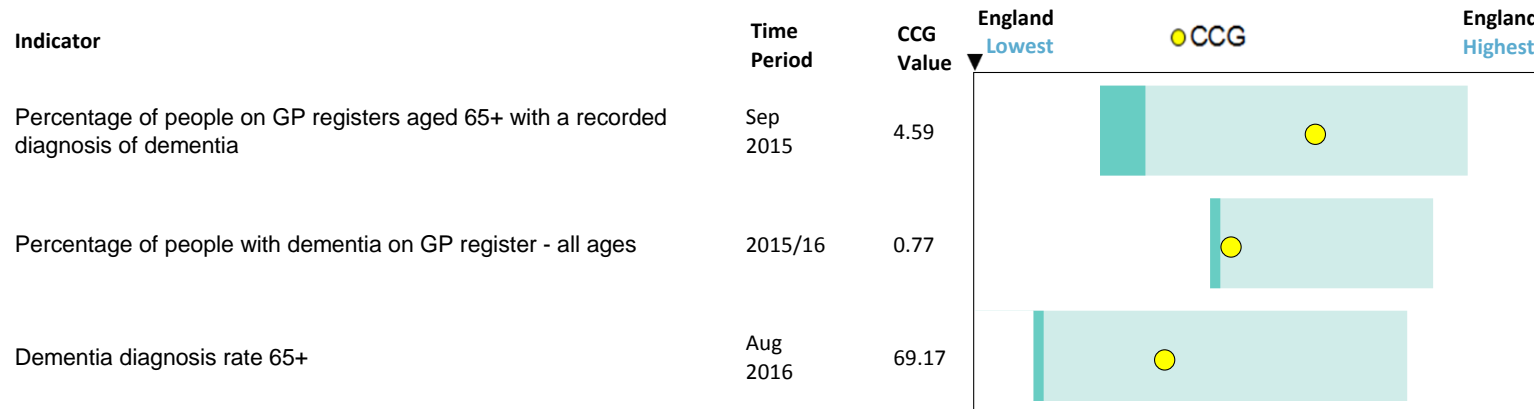 Indicator
Time
Period
CCG
Value
England
Lowest
CCG
England
Highest
Percentage of people on GP registers aged 65+ with a recorded
diagnosis of dementia
Sep
2015
4.59
Percentage of people with dementia on GP register - all ages
2015/16
0.77
Dementia diagnosis rate 65+
Aug
2016
69.17